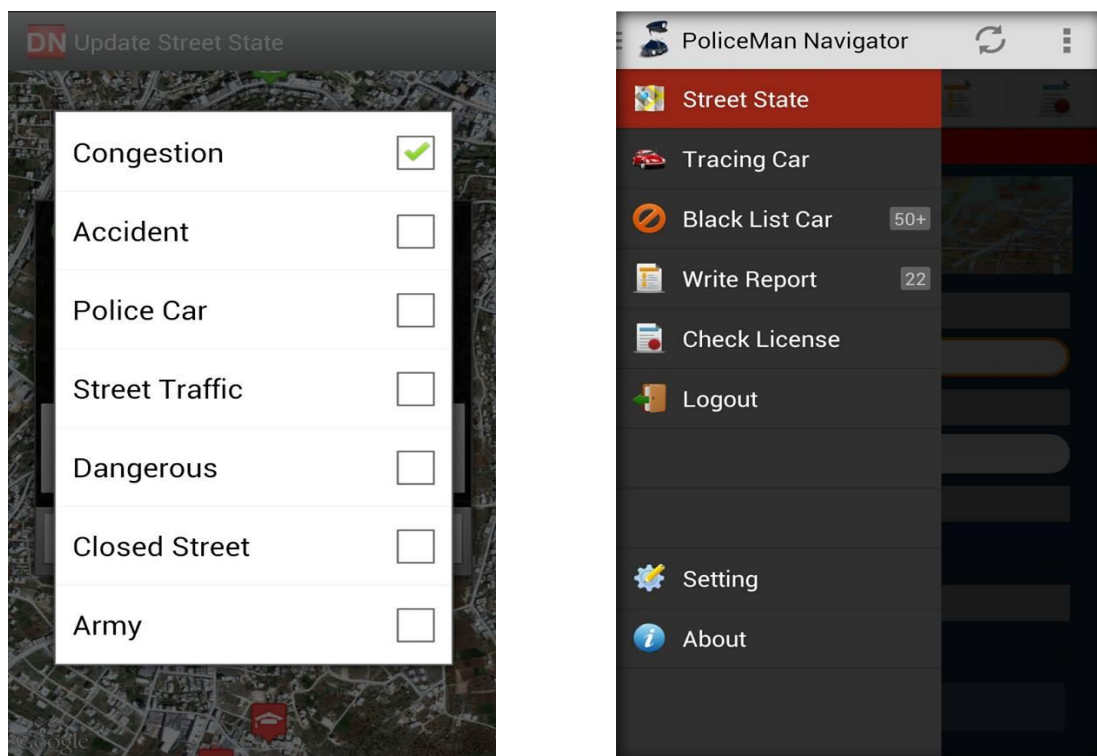 DN Update Street State
Congestion
Accident
Police Car
Street Traffic
Dangerous
Closed Street
Army
Google
PoliceMan Navigator
Street State
Tracing Car
Black List Car 50+
Write Report 22
Check License
Logout
Setting
About